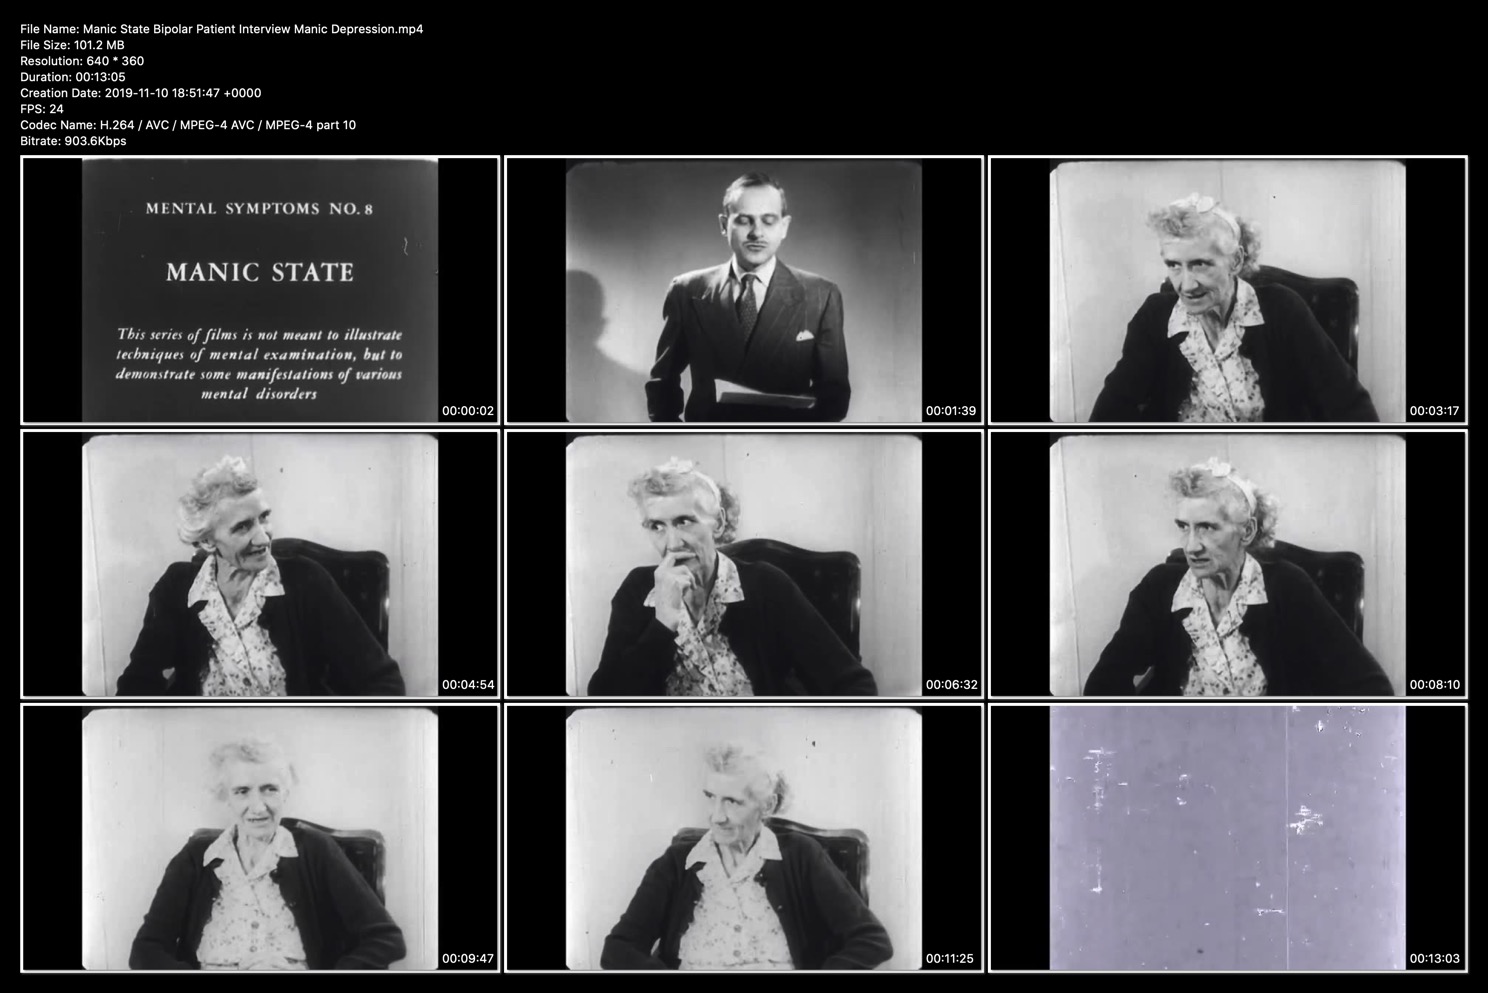 File Name: Manic State Bipolar Patient Interview Manic Depression.mp4
File Size: 101.2 MB
Resolution: 640 * 360
Duration: 00:13:05
Creation Date: 2019-11-10 18:51:47 +0000
FPS: 24
Codec Name: H.264 / AVC / MPEG-4 AVC / MPEG-4 part 10
Bitrate: 903.6Kbps
MENTAL SYMPTOMS NO. 8
MANIC STATE
This series of films is not meant to illustrate
techniques of mental examination, but to
demonstrate some manifestations of various
mental disorders
00:00:02
00:01:39
00:03:17
00:04:54
00:06:32
00:08:10
00:09:47
00:11:25
00:13:03